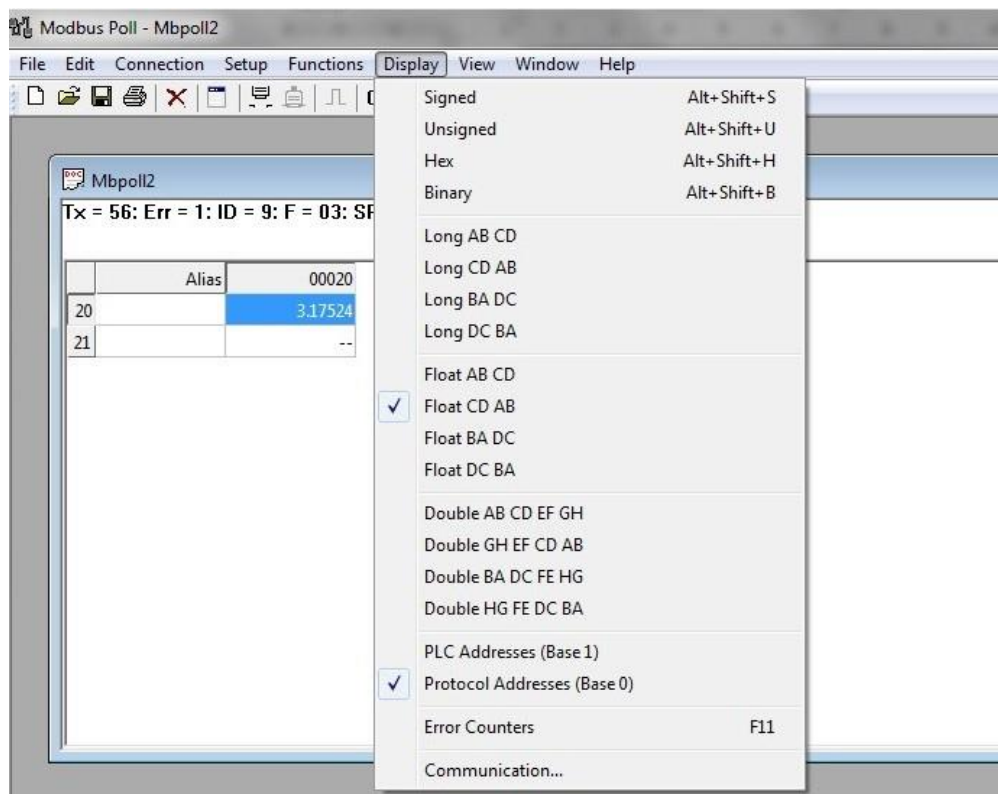 Modbus Poll - Mbpoll2
File Edit Connection Setup Functions Display View Window Help
Signed Alt+Shift+S
Unsigned Alt+Shift+U
Hex Alt+Shift+H
Binary Alt+Shift+B
Long AB CD
Long CD AB
Long BA DC
Long DC BA
Float AB CD
Float CD AB
Float BA DC
Float DC BA
Double AB CD EF GH
Double GH EF CD AB
Double BA DC FE HG
Double HG FE DC BA
PLC Addresses (Base 1)
Protocol Addresses (Base 0)
Error Counters F11
Communication...
Mbpoll2
Tx = 56: Err = 1: ID = 9: F = 03:
Alias 00020
20 3.17524
21 --